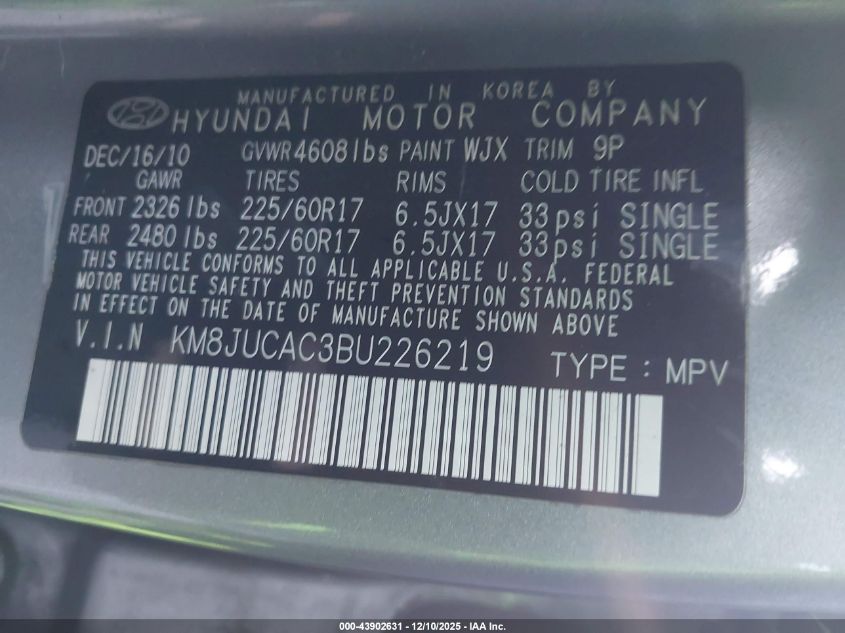 MANUFACTURED IN KOREA BY
HYUNDAI MOTOR COMPANY
DEC/16/10 GVWR 4608 lbs PAINT WJX TRIM 9P
GAWR TIRES RIMS COLD TIRE INFL
FRONT 2326 lbs 225/60R17 6.5JX17 33psi SINGLE
REAR 2480 lbs 225/60R17 6.5JX17 33psi SINGLE
THIS VEHICLE CONFORMS TO ALL APPLICABLE U.S.A. FEDERAL
MOTOR VEHICLE SAFETY AND THEFT PREVENTION STANDARDS
IN EFFECT ON THE DATE OF MANUFACTURE SHOWN ABOVE
V.I.N KM8JUCAC3BU226219 TYPE : MPV
000-43902631 - 12/10/2025 - IAA Inc.